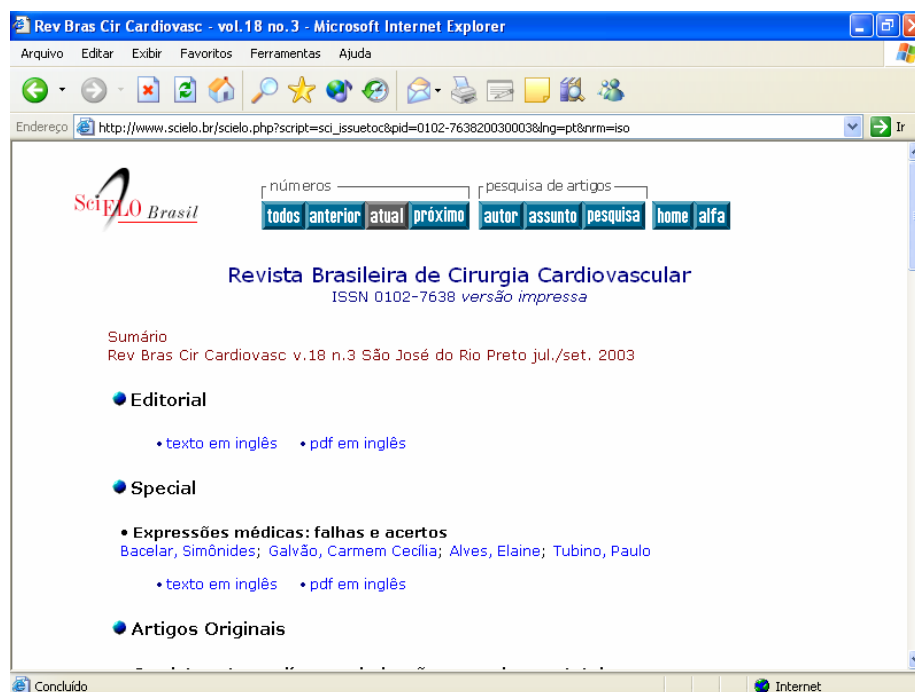 Rev Bras Cir Cardiovasc - vol.18 no.3 - Microsoft Internet Explorer
Arquivo Editar Exibir Favoritos Ferramentas Ajuda
Endereço http://www.scielo.br/scielo.php?script=sci_issuetoc&pid=0102-763820030003&lng=pt&nrm=iso Ir
SciELO Brasil
números pesquisa de artigos
todos anterior atual próximo autor assunto pesquisa home alfa
Revista Brasileira de Cirurgia Cardiovascular
ISSN 0102-7638 versão impressa
Sumário
Rev Bras Cir Cardiovasc v.18 n.3 São José do Rio Preto jul./set. 2003
Editorial
• texto em inglês • pdf em inglês
Special
• Expressões médicas: falhas e acertos
Bacelar, Simônides; Galvão, Carmem Cecília; Alves, Elaine; Tubino, Paulo
• texto em inglês • pdf em inglês
Artigos Originais
Concluído Internet